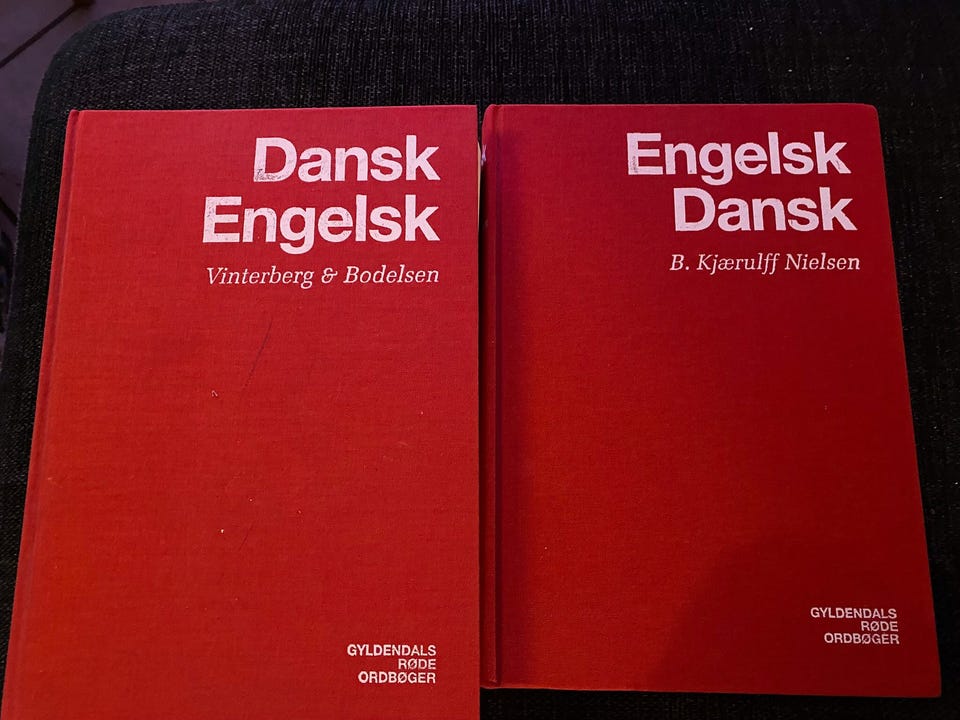 Dansk
Engelsk
Vinterberg & Bodelsen
GYLDENDALS
RØDE
ORDBØGER
Engelsk
Dansk
B. Kjærulff Nielsen
GYLDENDALS
RØDE
ORDBØGER